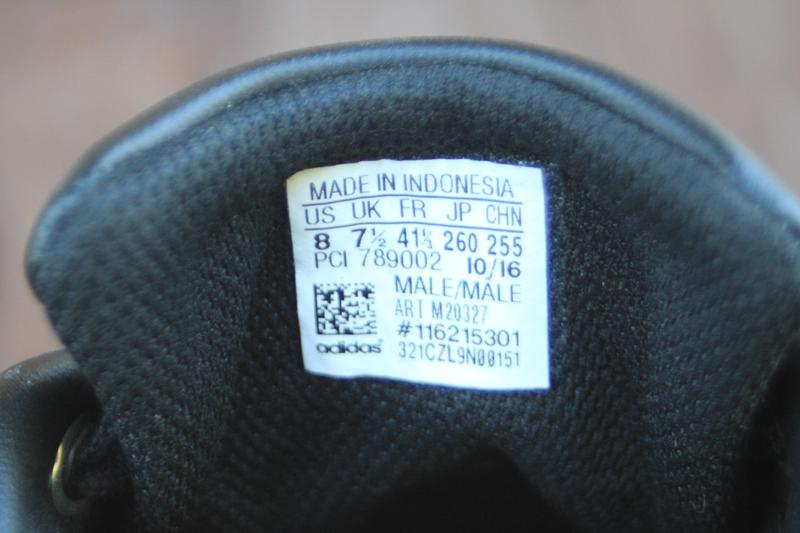 MADE IN INDONESIA
US UK FR JP CHN
8 7½ 41⅓ 260 255
PCI 789002 10/16
MALE/MALE
ART M20327
#116215301
adidas 321CZL9N00151